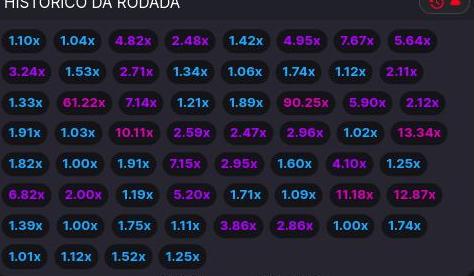 HISTÓRICO DA RODADA
1.10x 1.04x 4.82x 2.48x 1.42x 4.95x 7.67x 5.64x
3.24x 1.53x 2.71x 1.34x 1.06x 1.74x 1.12x 2.11x
1.33x 61.22x 7.14x 1.21x 1.89x 90.25x 5.90x 2.12x
1.91x 1.03x 10.11x 2.59x 2.47x 2.96x 1.02x 13.34x
1.82x 1.00x 1.91x 7.15x 2.95x 1.60x 4.10x 1.25x
6.82x 2.00x 1.19x 5.20x 1.71x 1.09x 11.18x 12.87x
1.39x 1.00x 1.75x 1.11x 3.86x 2.86x 1.00x 1.74x
1.01x 1.12x 1.52x 1.25x